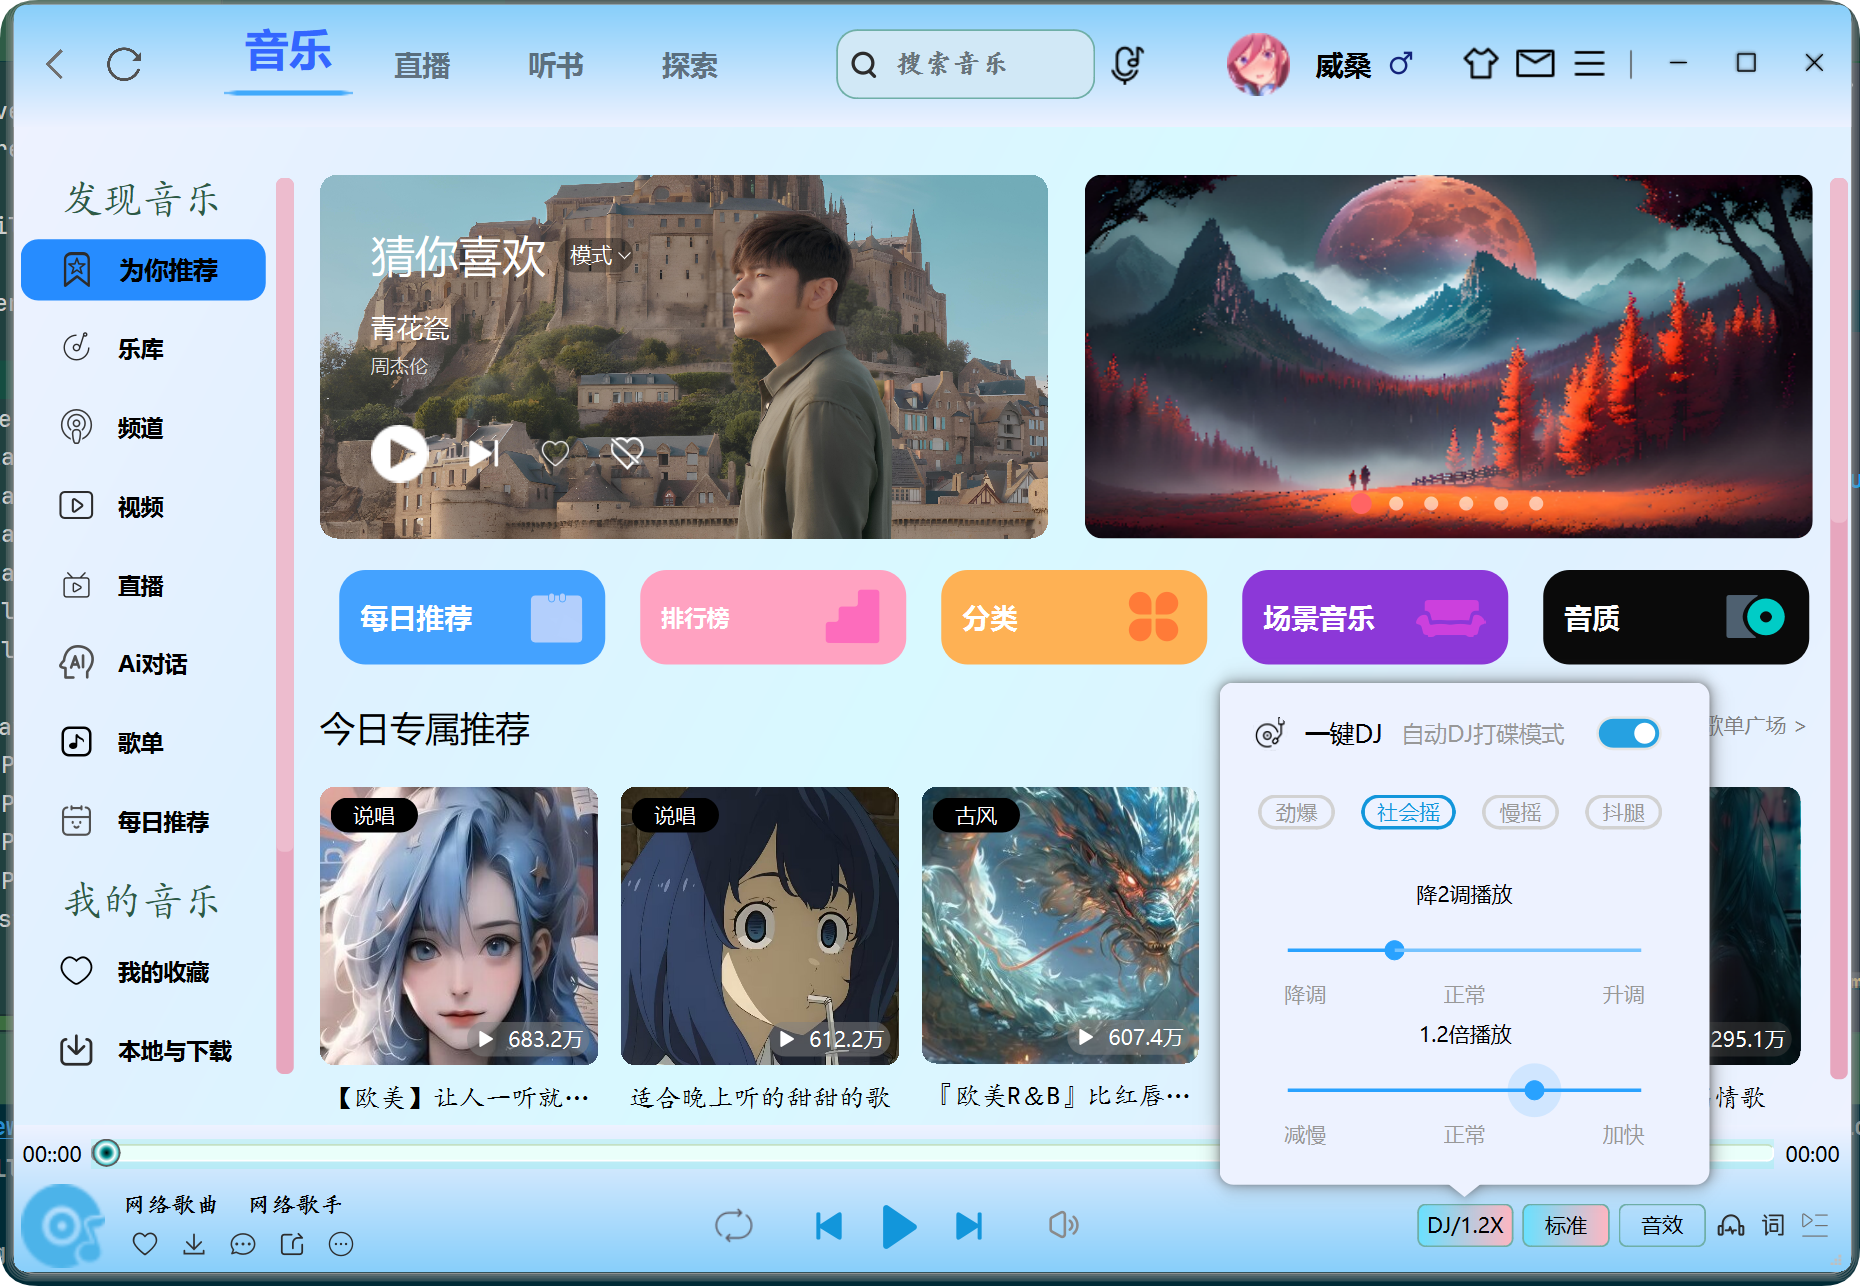 音乐
直播
听书
探索
搜索音乐
威桑
发现音乐
为你推荐
乐库
频道
视频
直播
Ai对话
歌单
每日推荐
我的音乐
我的收藏
本地与下载
猜你喜欢
模式
青花瓷
周杰伦
每日推荐
排行榜
分类
场景音乐
音质
今日专属推荐
歌单广场 >
说唱
683.2万
【欧美】让人一听就…
说唱
612.2万
适合晚上听的甜甜的歌
古风
607.4万
『欧美R&B』比红唇…
295.1万
情歌
一键DJ 自动DJ打碟模式
劲爆
社会摇
慢摇
抖腿
降2调播放
降调
正常
升调
1.2倍播放
减慢
正常
加快
00::00
00:00
网络歌曲 网络歌手
DJ/1.2X
标准
音效
词